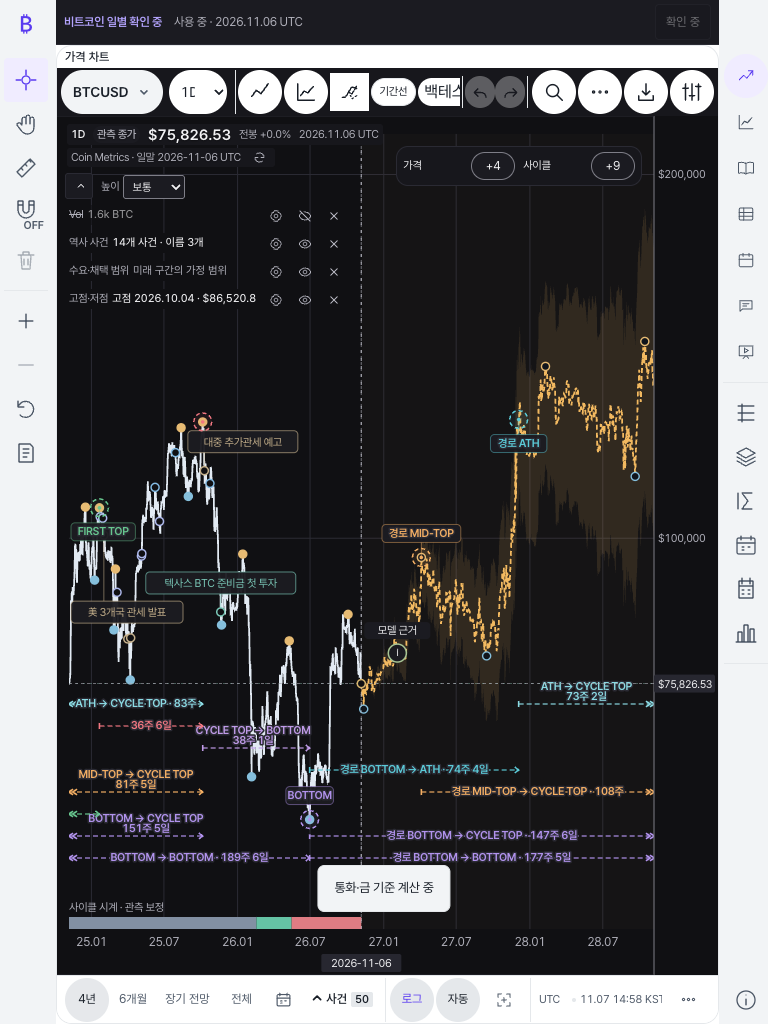 비트코인 일별 확인 중 사용 중 · 2026.11.06 UTC 확인 중
가격 차트
BTCUSD 1D 기간선 백테스
1D 관측 종가 $75,826.53 전봉 +0.0% 2026.11.06 UTC
Coin Metrics · 일말 2026-11-06 UTC
가격 +4 사이클 +9
$200,000
높이 보통
OFF
Vol 1.6k BTC
역사 사건 14개 사건 · 이름 3개
수요·채택 범위 미래 구간의 가정 범위
고점·저점 고점 2026.10.04 · $86,520.8
대중 추가관세 예고
경로 ATH
FIRST TOP
경로 MID-TOP
$100,000
텍사스 BTC 준비금 첫 투자
美 3개국 관세 발표
모델 근거
$75,826.53
ATH → CYCLE TOP
73주 2일
ATH → CYCLE TOP · 83주
36주 6일
CYCLE TOP → BOTTOM
38주 1일
경로 BOTTOM → ATH · 74주 4일
MID-TOP → CYCLE TOP
81주 5일
경로 MID-TOP → CYCLE TOP · 108주
BOTTOM
BOTTOM → CYCLE TOP
151주 5일
경로 BOTTOM → CYCLE TOP · 147주 6일
BOTTOM → BOTTOM · 189주 6일
경로 BOTTOM → BOTTOM · 177주 5일
통화·금 기준 계산 중
사이클 시계 · 관측 보정
25.01 25.07 26.01 26.07 27.01 27.07 28.01 28.07
2026-11-06
4년 6개월 장기 전망 전체 사건 50 로그 자동 UTC 11.07 14:58 KST